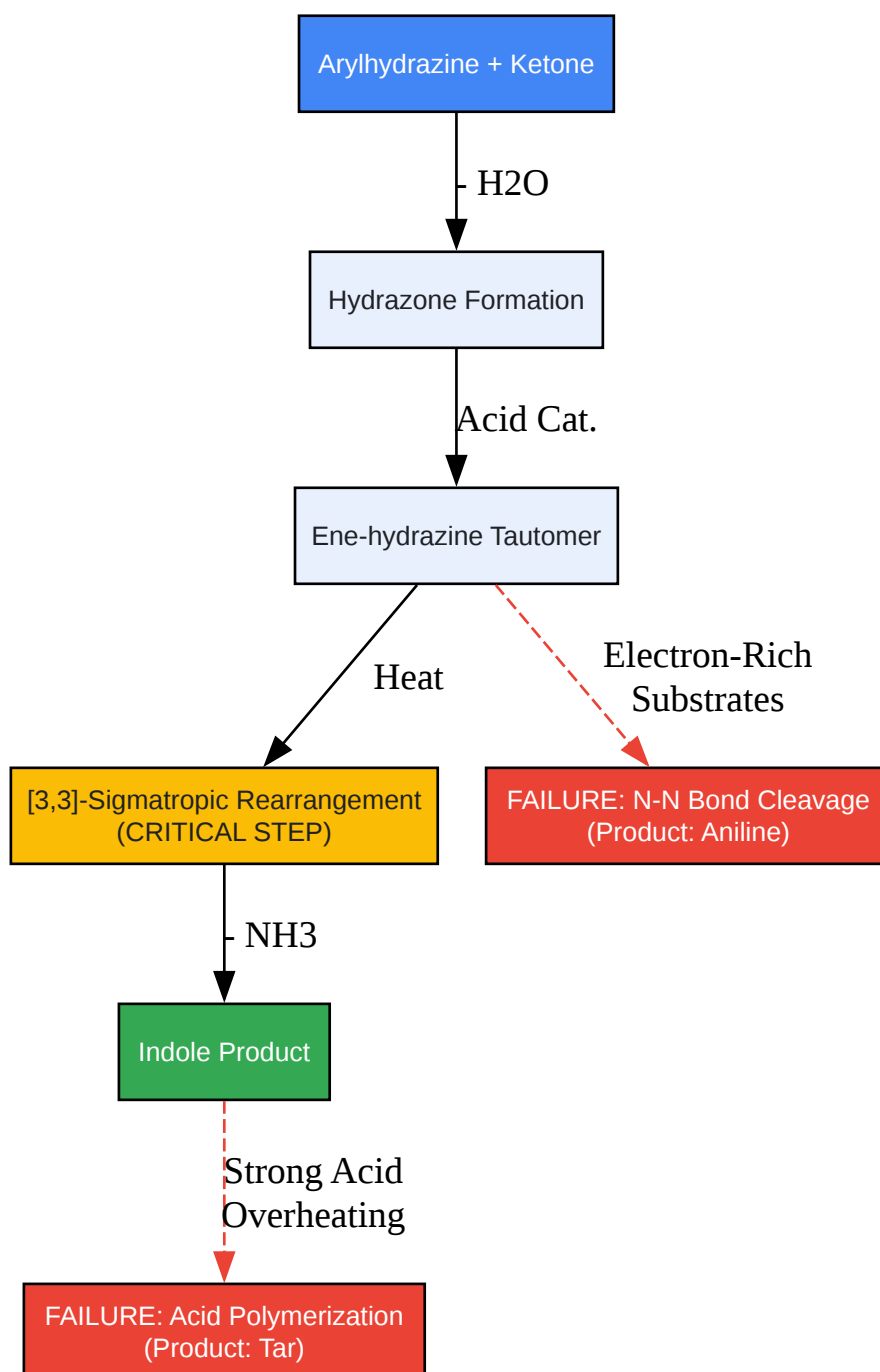 Arylhydrazine + Ketone
- H2O
Hydrazone Formation
Acid Cat.
Ene-hydrazine Tautomer
Heat
Electron-Rich
Substrates
[3,3]-Sigmatropic Rearrangement
(CRITICAL STEP)
FAILURE: N-N Bond Cleavage
(Product: Aniline)
- NH3
Indole Product
Strong Acid
Overheating
FAILURE: Acid Polymerization
(Product: Tar)